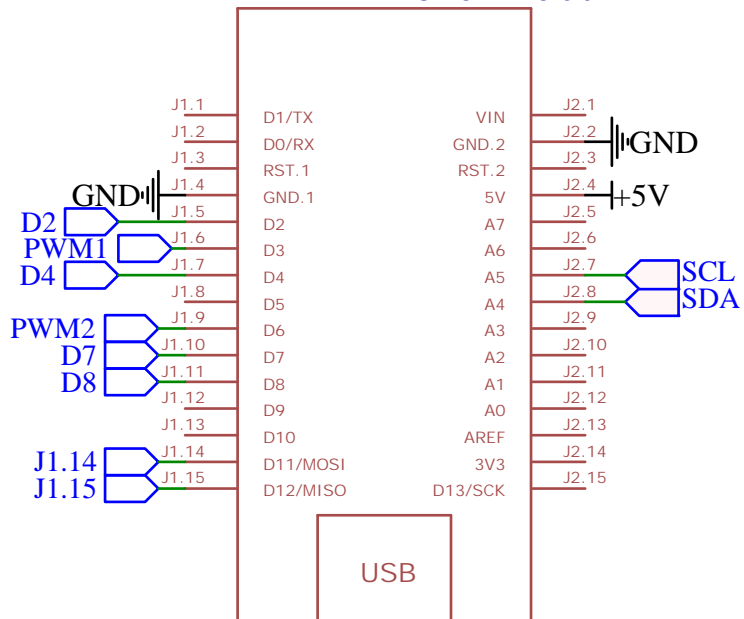 J1.1 D1/TX VIN J2.1
J1.2 D0/RX GND.2 J2.2 GND
J1.3 RST.1 RST.2 J2.3
GND J1.4 GND.1 5V J2.4 +5V
D2 J1.5 D2 A7 J2.5
PWM1 J1.6 D3 A6 J2.6
D4 J1.7 D4 A5 J2.7 SCL
J1.8 D5 A4 J2.8 SDA
PWM2 J1.9 D6 A3 J2.9
D7 J1.10 D7 A2 J2.10
D8 J1.11 D8 A1 J2.11
J1.12 D9 A0 J2.12
J1.13 D10 AREF J2.13
J1.14 J1.14 D11/MOSI 3V3 J2.14
J1.15 J1.15 D12/MISO D13/SCK J2.15
USB